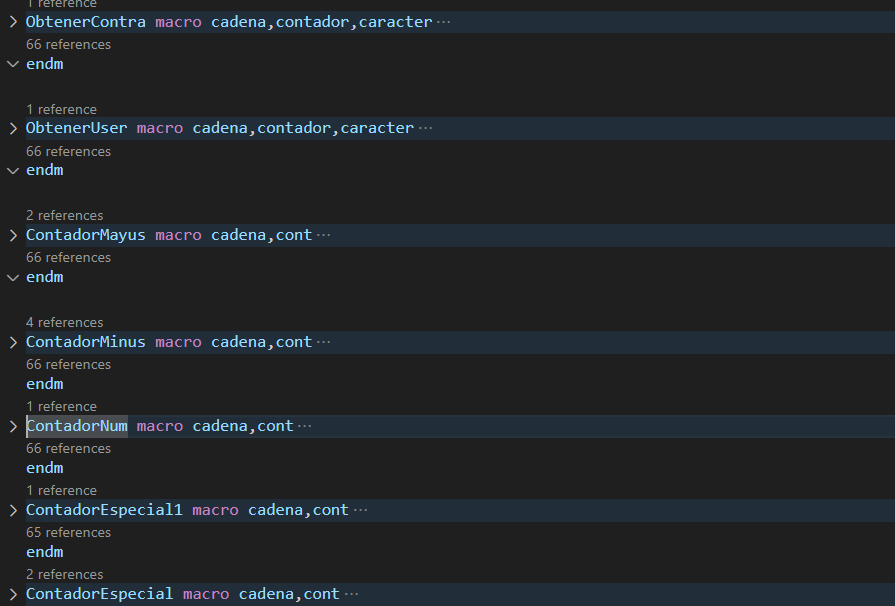 1 reference
ObtenerContra macro cadena,contador,caracter ···
66 references
endm
1 reference
ObtenerUser macro cadena,contador,caracter ···
66 references
endm
2 references
ContadorMayus macro cadena,cont ···
66 references
endm
4 references
ContadorMinus macro cadena,cont ···
66 references
endm
1 reference
ContadorNum macro cadena,cont ···
66 references
endm
1 reference
ContadorEspecial1 macro cadena,cont ···
65 references
endm
2 references
ContadorEspecial macro cadena,cont ···